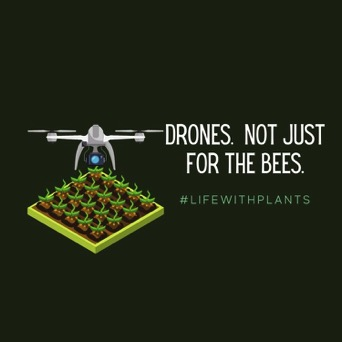 DRONES. NOT JUST
FOR THE BEES.
#LIFEWITHPLANTS